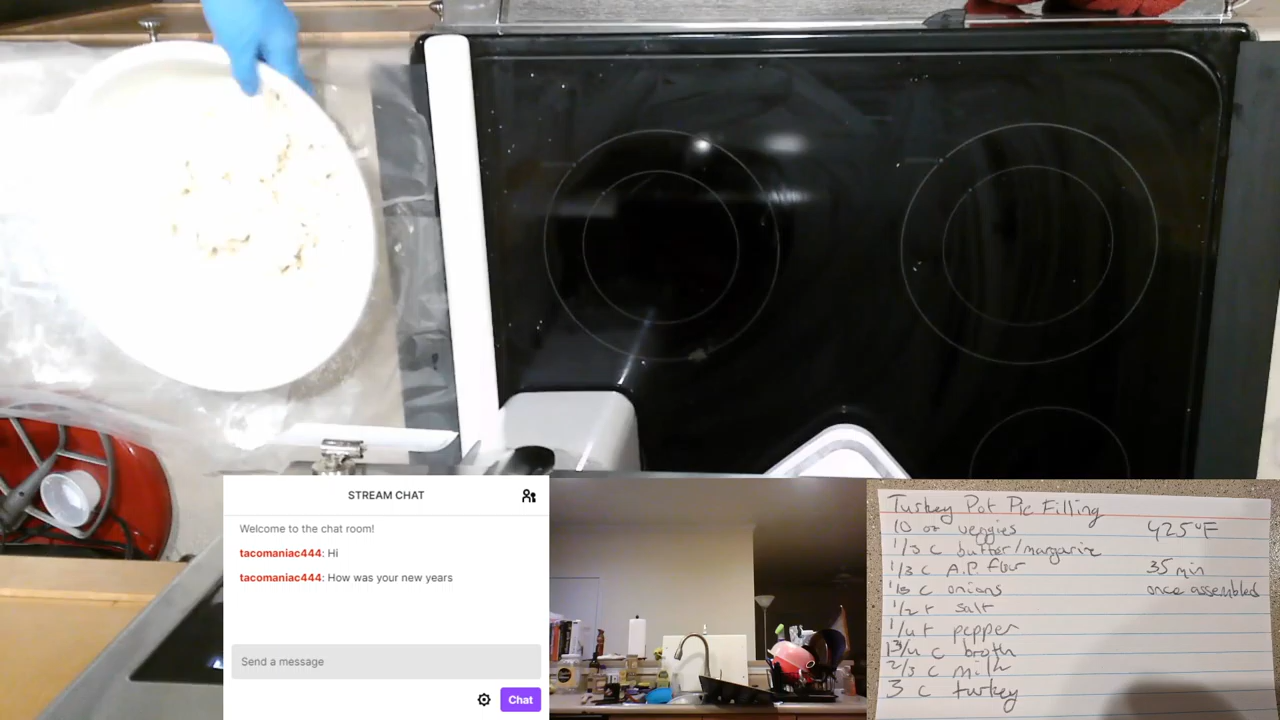 STREAM CHAT
Welcome to the chat room!
tacomaniac444: Hi
tacomaniac444: How was your new years
Send a message
Chat
Turkey Pot Pie Filling
10 oz veggies
425°F
1/3 c butter/margarine
1/3 c A.P. flour
35 min
1/3 c onions
once assembled
1/2 t salt
1/4 t pepper
1 3/4 c broth
2/3 c milk
3 c turkey